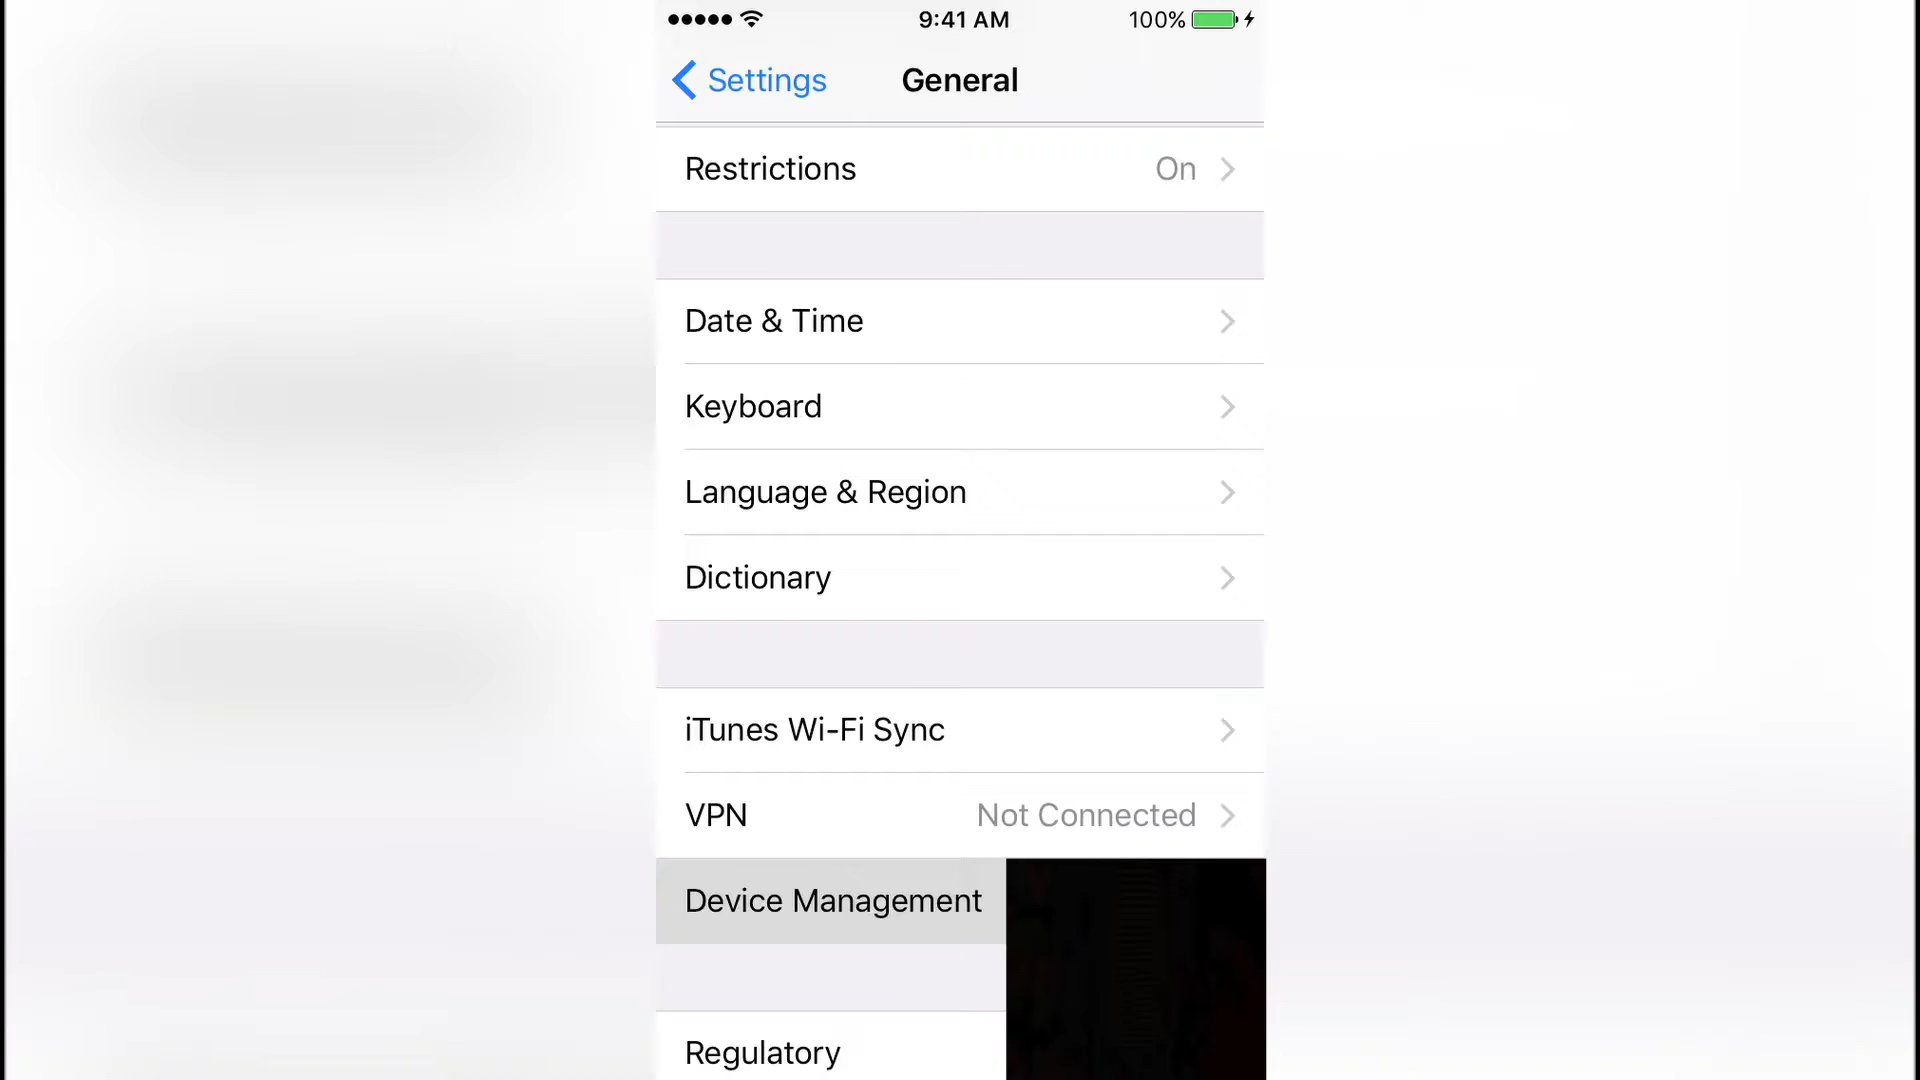 9:41 AM 100%
Settings General
Restrictions On
Date & Time
Keyboard
Language & Region
Dictionary
iTunes Wi-Fi Sync
VPN Not Connected
Device Management
Regulatory